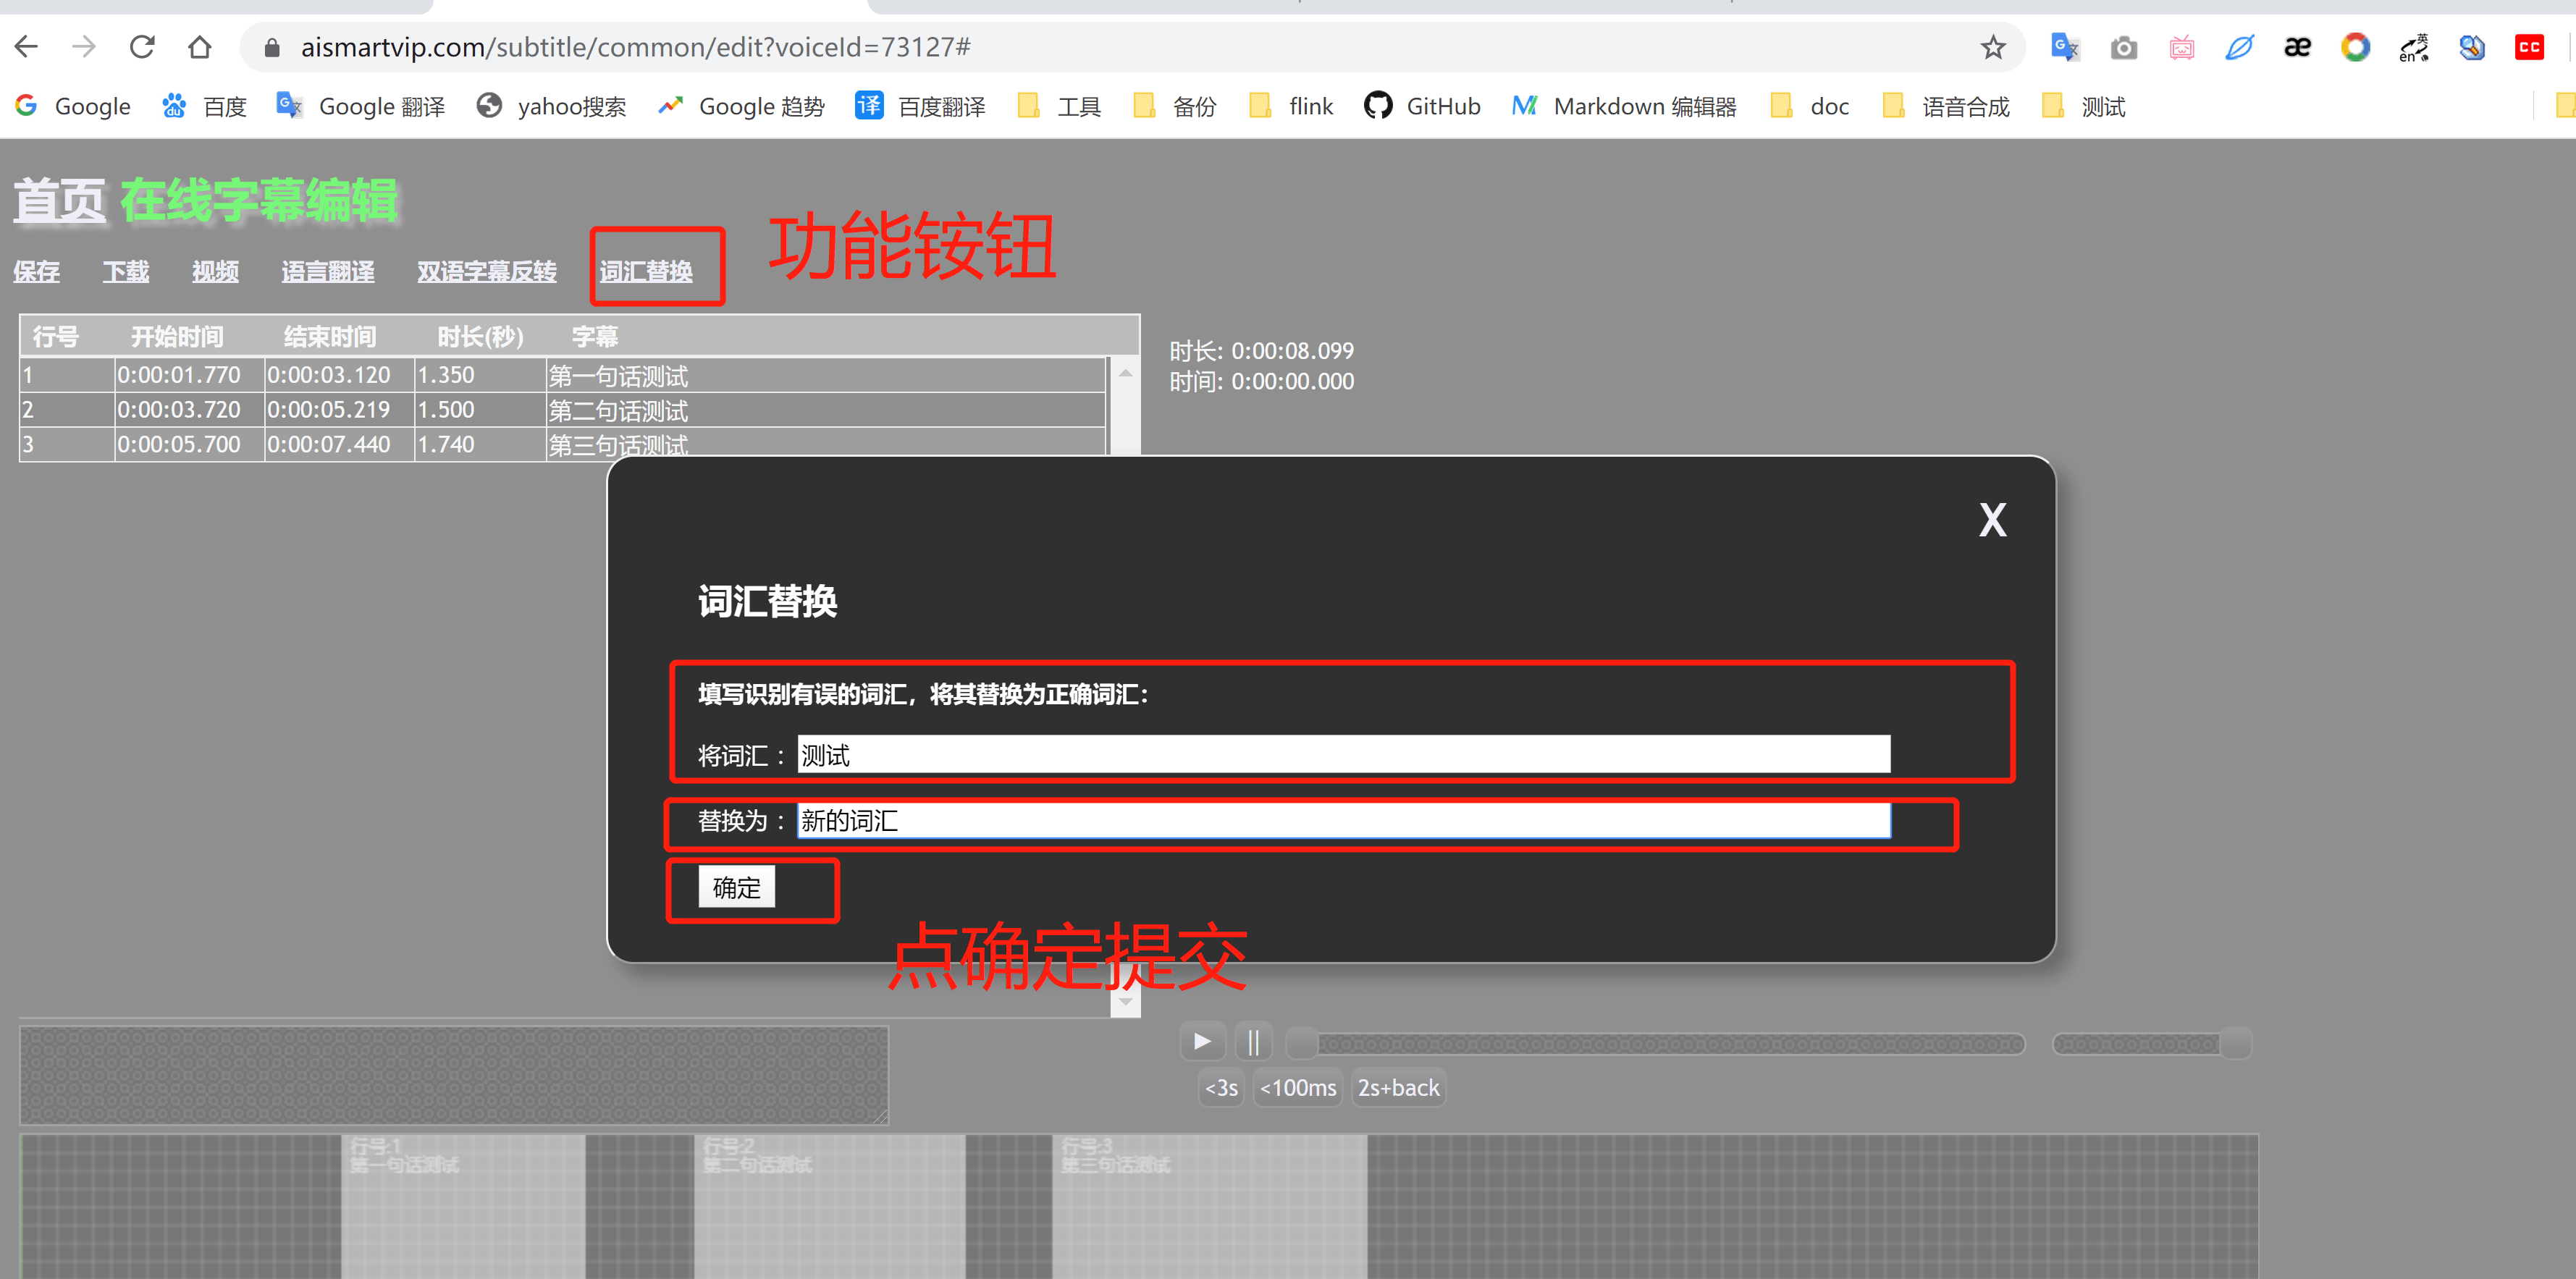 aismartvip.com/subtitle/common/edit?voiceId=73127#
Google 百度 Google 翻译 yahoo搜索 Google 趋势 百度翻译 工具 备份 flink GitHub Markdown 编辑器 doc 语音合成 测试
首页 在线字幕编辑
功能铵钮
保存 下载 视频 语言翻译 双语字幕反转 词汇替换
行号 开始时间 结束时间 时长(秒) 字幕
1 0:00:01.770 0:00:03.120 1.350 第一句话测试
2 0:00:03.720 0:00:05.219 1.500 第二句话测试
3 0:00:05.700 0:00:07.440 1.740 第三句话测试
时长: 0:00:08.099
时间: 0:00:00.000
X
词汇替换
填写识别有误的词汇，将其替换为正确词汇：
将词汇： 测试
替换为： 新的词汇
确定
点确定提交
<3s <100ms 2s+back
行号:1
第一句话测试
行号:2
第二句话测试
行号:3
第三句话测试